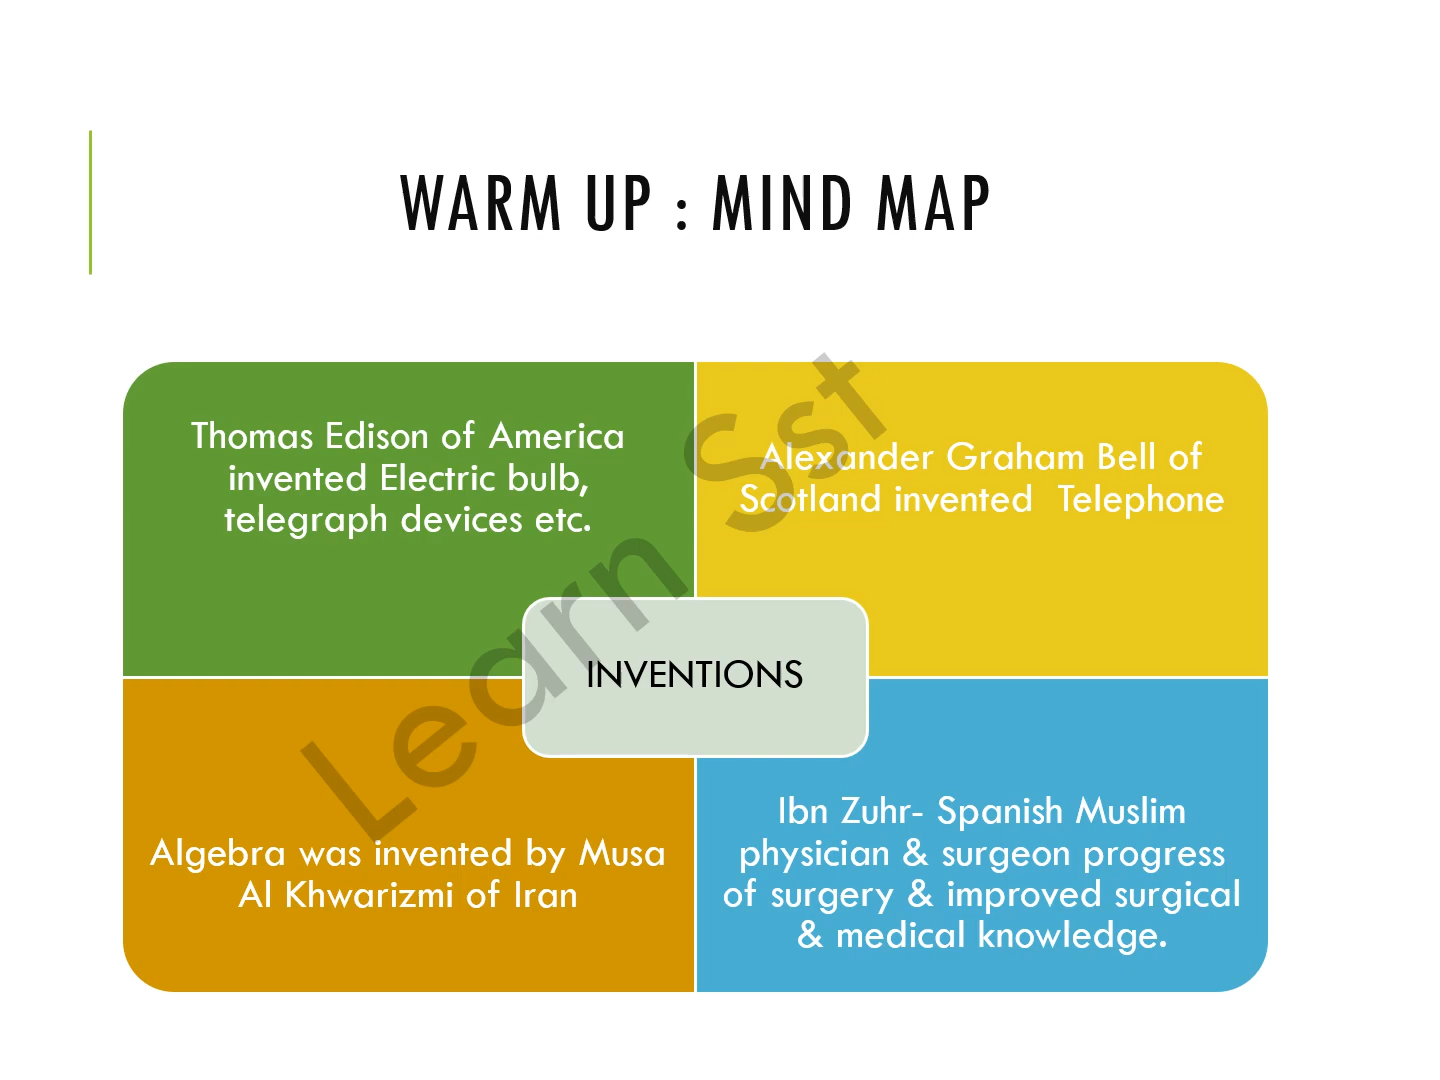 WARM UP : MIND MAP
Thomas Edison of America
invented Electric bulb,
telegraph devices etc.
Alexander Graham Bell of
Scotland invented  Telephone
INVENTIONS
Algebra was invented by Musa
Al Khwarizmi of Iran
Ibn Zuhr- Spanish Muslim
physician & surgeon progress
of surgery & improved surgical
& medical knowledge.
Learn Sst